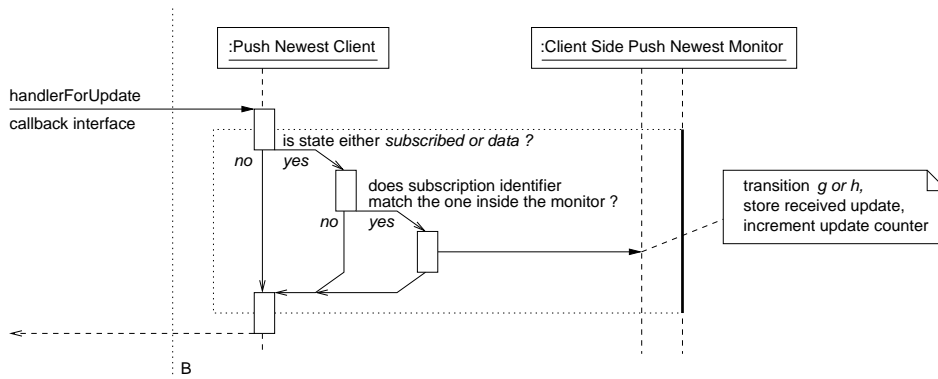 :Push Newest Client
:Client Side Push Newest Monitor
handlerForUpdate
callback interface
is state either subscribed or data ?
no yes
does subscription identifier
match the one inside the monitor ?
no yes
transition g or h,
store received update,
increment update counter
B